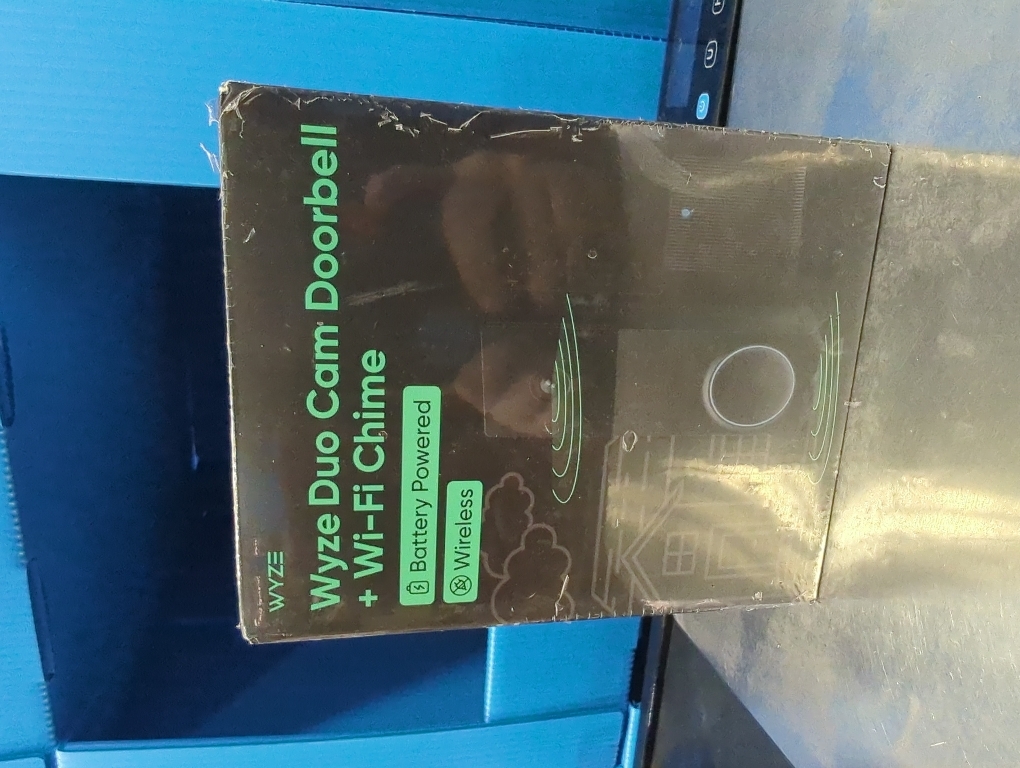 WYZE
Wyze Duo Cam Doorbell
+ Wi-Fi Chime
Battery Powered
Wireless